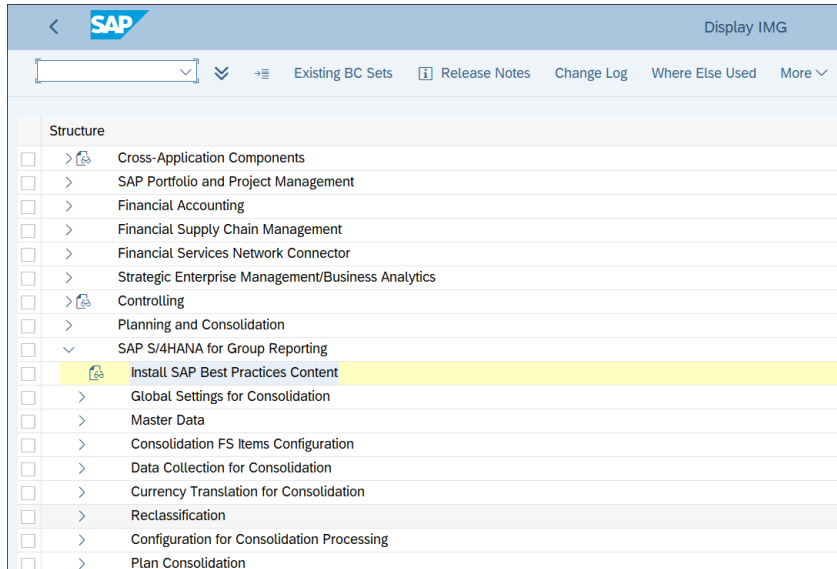 SAP
Display IMG
Existing BC Sets
Release Notes
Change Log
Where Else Used
More
Structure
Cross-Application Components
SAP Portfolio and Project Management
Financial Accounting
Financial Supply Chain Management
Financial Services Network Connector
Strategic Enterprise Management/Business Analytics
Controlling
Planning and Consolidation
SAP S/4HANA for Group Reporting
Install SAP Best Practices Content
Global Settings for Consolidation
Master Data
Consolidation FS Items Configuration
Data Collection for Consolidation
Currency Translation for Consolidation
Reclassification
Configuration for Consolidation Processing
Plan Consolidation